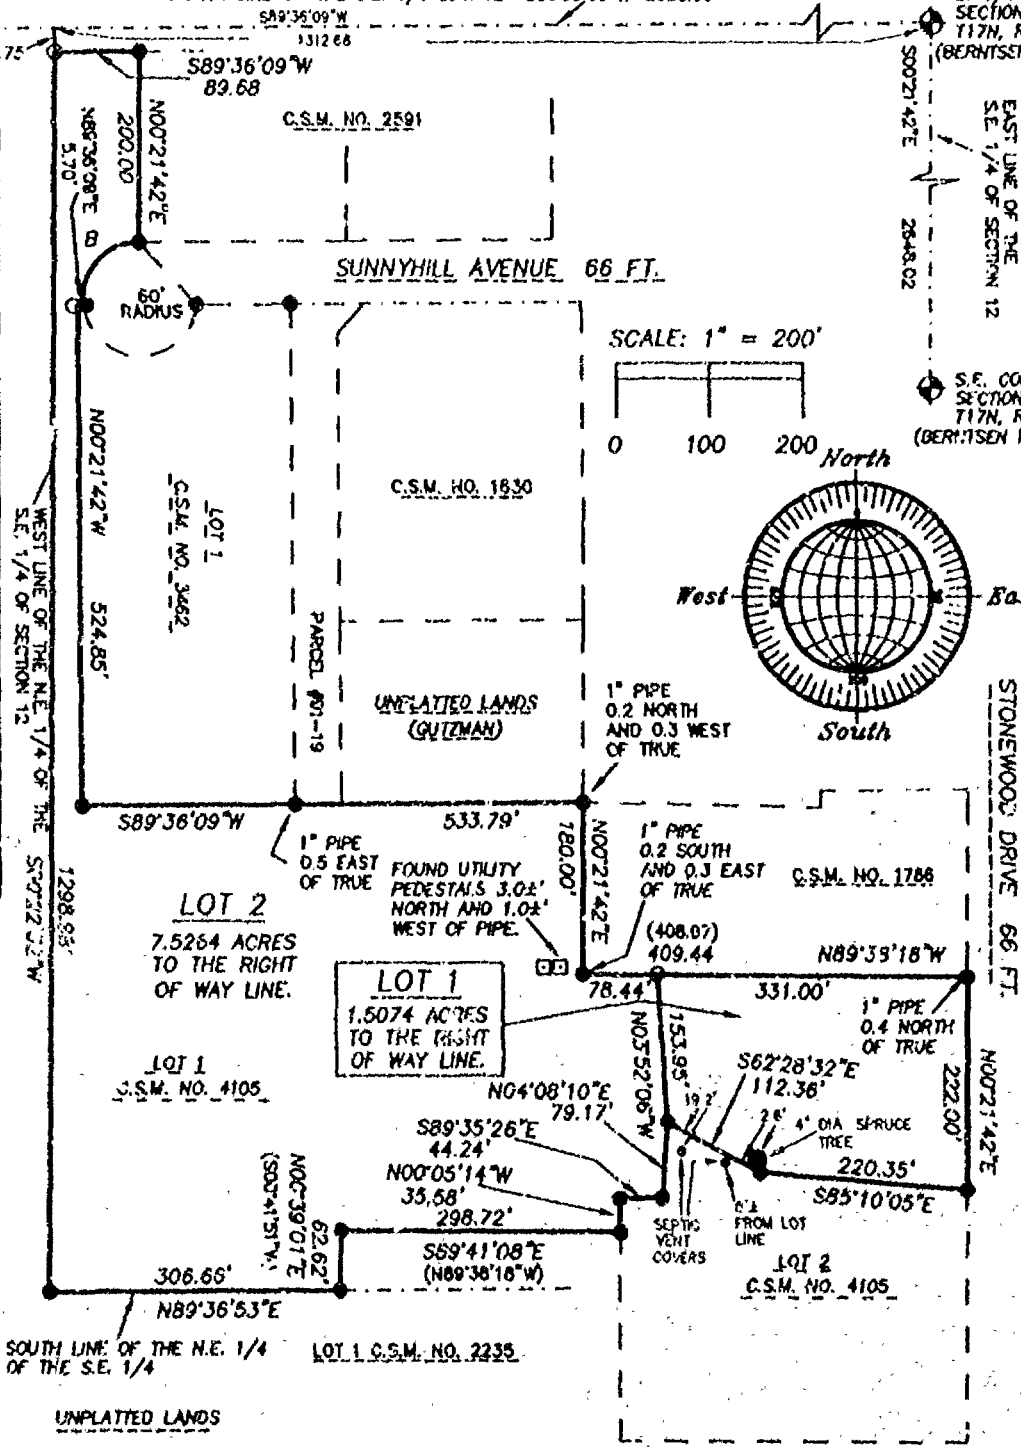 S89°36'09"W
1312.66
SECTION
T17N, R
(BERNTSEN
S89°36'09"W
89.68
N00°21'42"E
200.00
N89°36'09"E
5.70'
8
C.S.M. NO. 2591
S00°21'42"E
2648.02
EAST LINE OF THE
S.E. 1/4 OF SECTION 12
SUNNYHILL AVENUE 66 FT.
60'
RADIUS
SCALE: 1" = 200'
0 100 200
S.E. CO
SECTION
T17N, R
(BERNTSEN
North
West
South
N00°21'42"W
524.85'
LOT 1
C.S.M. NO. 3462
C.S.M. NO. 1630
PARCEL #01-19
UNPLATTED LANDS
(GUTZMAN)
WEST LINE OF THE N.E. 1/4 OF THE
S.E. 1/4 OF SECTION 12
1298.93'
1" PIPE
0.2 NORTH
AND 0.3 WEST
OF TRUE
STONEWOOD DRIVE 66 FT.
S89°36'09"W
533.79'
1" PIPE
0.5 EAST
OF TRUE
FOUND UTILITY
PEDESTALS 3.0±'
NORTH AND 1.0±'
WEST OF PIPE.
N00°21'42"E
180.00'
1" PIPE
0.2 SOUTH
AND 0.3 EAST
OF TRUE
C.S.M. NO. 1786
(408.07)
409.44
N89°38'18"W
LOT 2
7.5264 ACRES
TO THE RIGHT
OF WAY LINE.
LOT 1
1.5074 ACRES
TO THE RIGHT
OF WAY LINE.
78.44'
331.00'
1" PIPE
0.4 NORTH
OF TRUE
N03°52'06"W
153.95'
S62°28'32"E
112.36'
N00°21'42"E
222.00'
LOT 1
C.S.M. NO. 4105
N04°08'10"E
79.17'
19.2'
2.6'
4" DIA SPRUCE
TREE
S89°35'26"E
44.24'
N00°05'14"W
35.68'
220.35'
S85°10'05"E
N00°39'01"E
62.62'
298.72'
S89°41'08"E
(N89°38'18"W)
SEPTIC
VENT
COVERS
FROM LOT
LINE
LOT 2
C.S.M. NO. 4105
306.66'
N89°36'53"E
SOUTH LINE OF THE N.E. 1/4
OF THE S.E. 1/4
LOT 1 C.S.M. NO. 2235
UNPLATTED LANDS